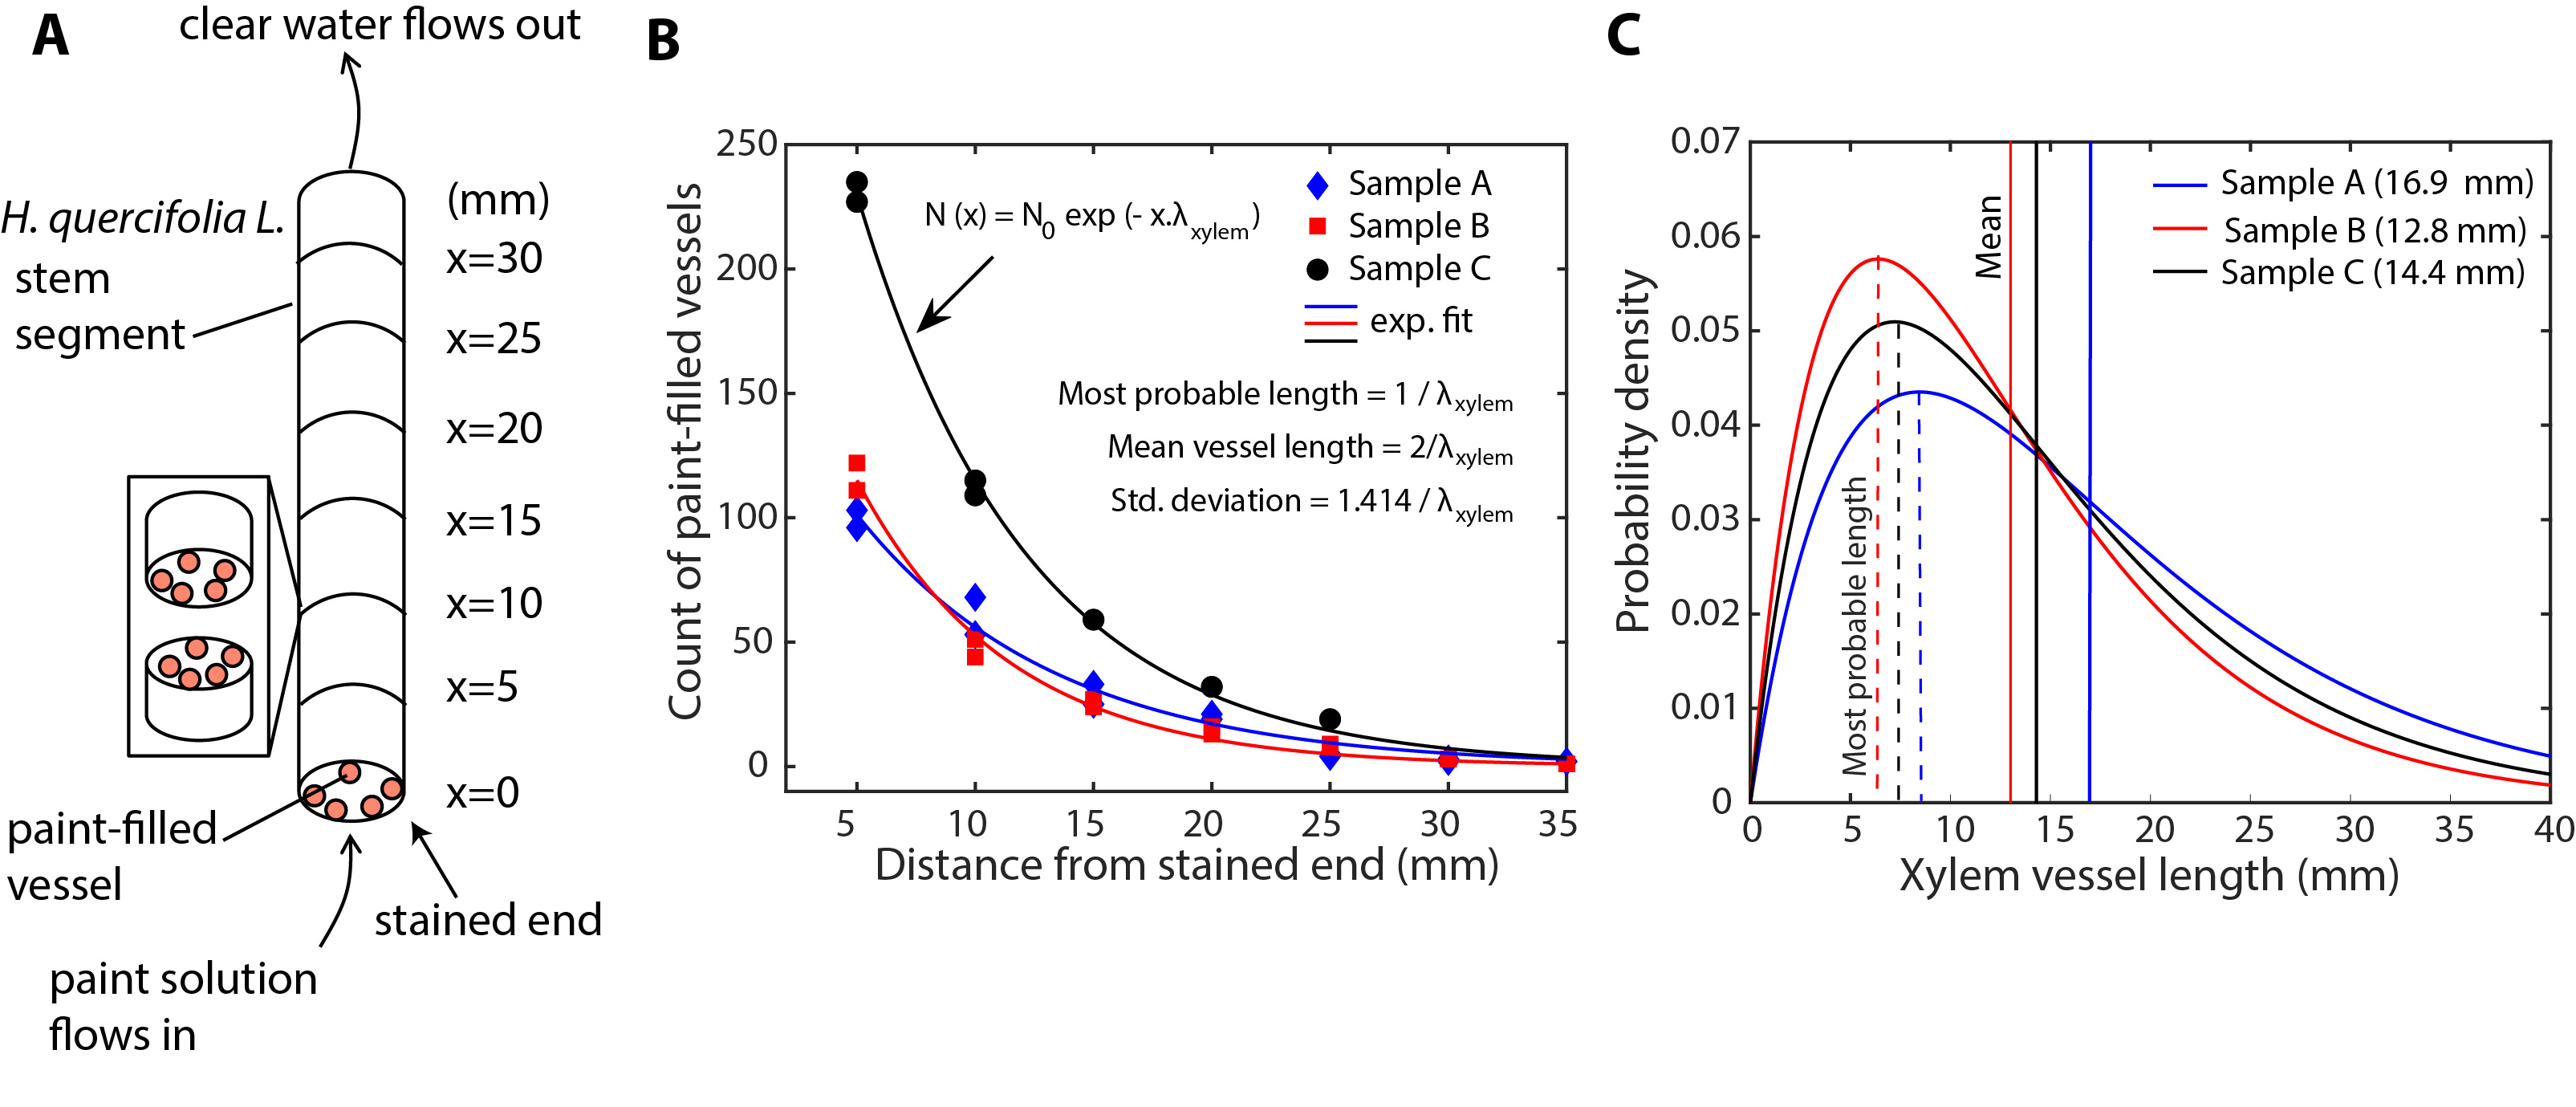 A
clear water flows out
H. quercifolia L.
stem
segment
(mm)
x=30
x=25
x=20
x=15
x=10
x=5
x=0
paint-filled
vessel
stained end
paint solution
flows in
B
Count of paint-filled vessels
250
200
150
100
50
0
5 10 15 20 25 30 35
Distance from stained end (mm)
N (x) = N0 exp (- x.λxylem)
Sample A
Sample B
Sample C
exp. fit
Most probable length = 1 / λxylem
Mean vessel length = 2/λxylem
Std. deviation = 1.414 / λxylem
C
Probability density
0.07
0.06
0.05
0.04
0.03
0.02
0.01
0
0 5 10 15 20 25 30 35 40
Xylem vessel length (mm)
Mean
Most probable length
Sample A (16.9 mm)
Sample B (12.8 mm)
Sample C (14.4 mm)